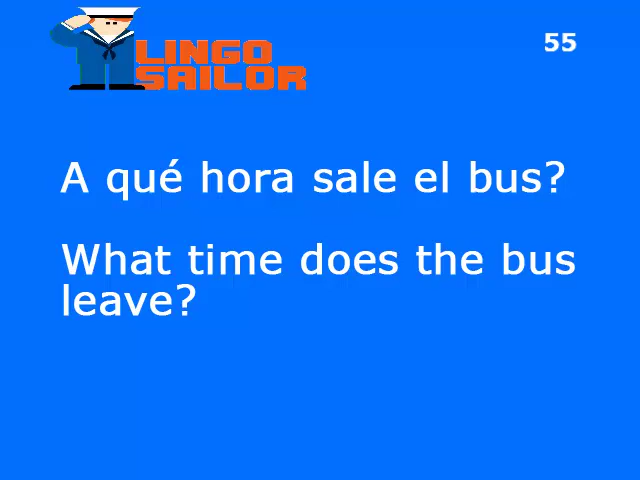 LINGO
SAILOR
55
A qué hora sale el bus?
What time does the bus
leave?